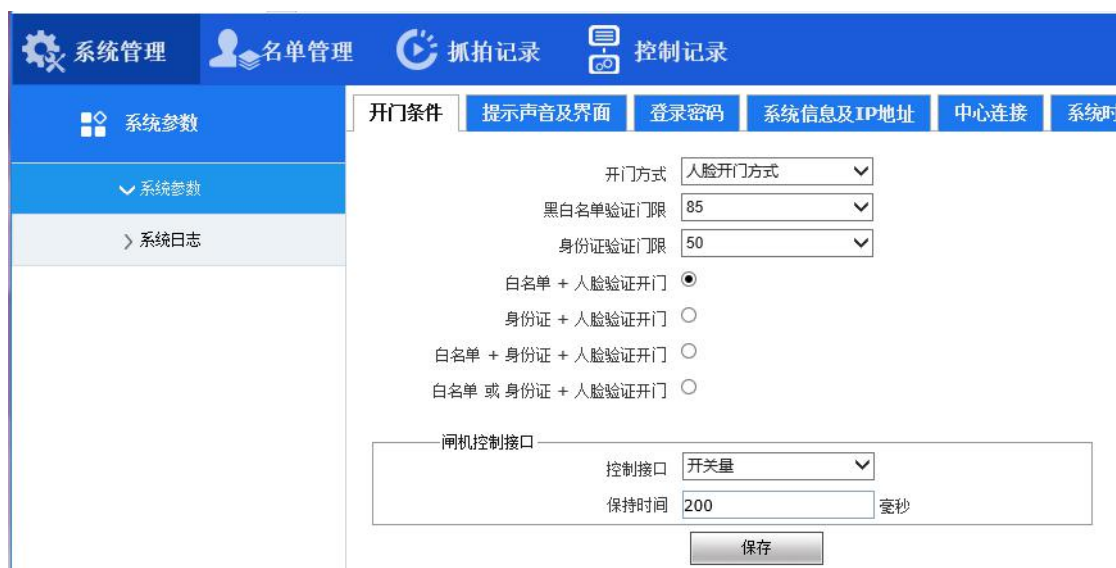 系统管理 名单管理 抓拍记录 控制记录
系统参数
系统参数
系统日志
开门条件 提示声音及界面 登录密码 系统信息及IP地址 中心连接 系统时
开门方式 人脸开门方式
黑白名单验证门限 85
身份证验证门限 50
白名单 + 人脸验证开门
身份证 + 人脸验证开门
白名单 + 身份证 + 人脸验证开门
白名单 或 身份证 + 人脸验证开门
闸机控制接口
控制接口 开关量
保持时间 200 毫秒
保存